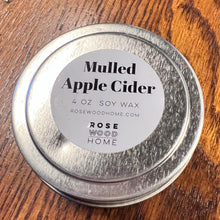 Mulled
Apple Cider
4 OZ SOY WAX
ROSEWOODHOME.COM
ROSE
WOOD
HOME